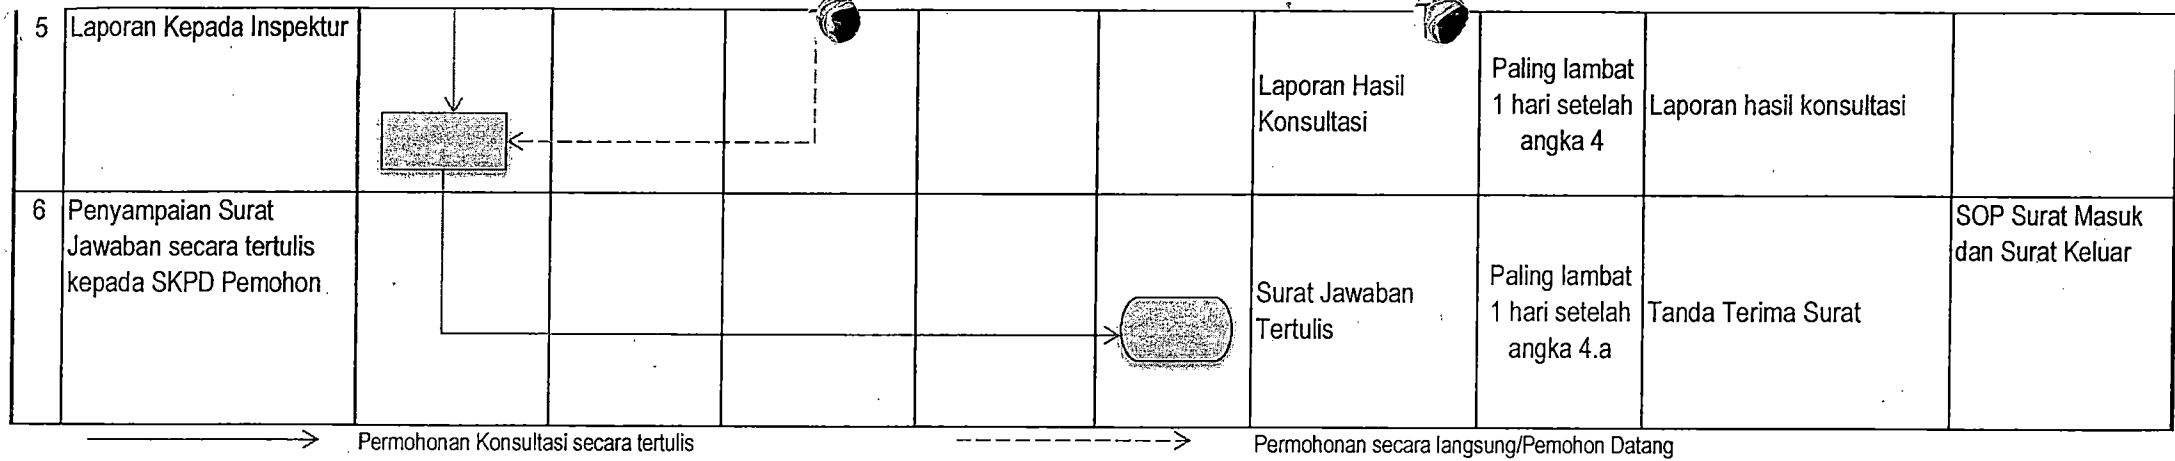 5
Laporan Kepada Inspektur
Laporan Hasil
Konsultasi
Paling lambat
1 hari setelah
angka 4
Laporan hasil konsultasi
6
Penyampaian Surat
Jawaban secara tertulis
kepada SKPD Pemohon
Surat Jawaban
Tertulis
Paling lambat
1 hari setelah
angka 4.a
Tanda Terima Surat
SOP Surat Masuk
dan Surat Keluar
Permohonan Konsultasi secara tertulis
Permohonan secara langsung/Pemohon Datang